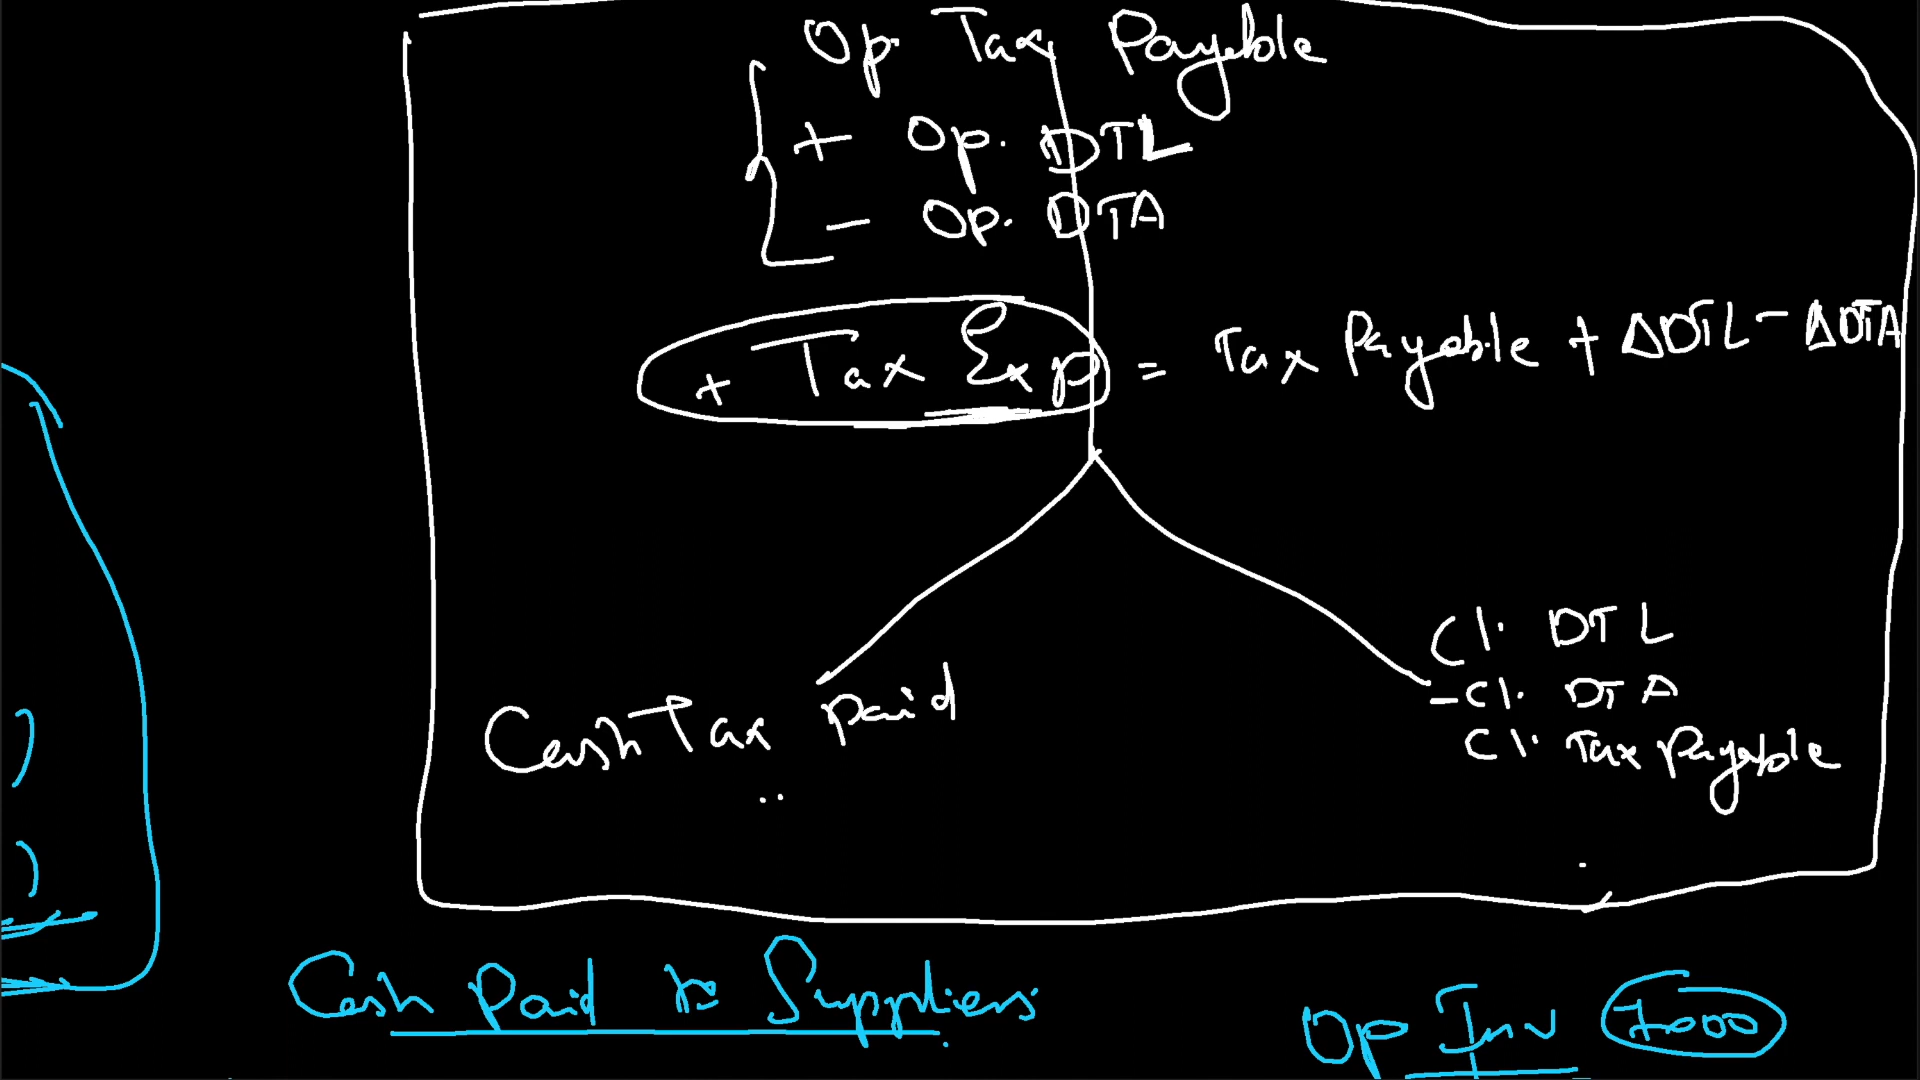 Op. Tax Payable
+ Op. DTL
- Op. DTA
+ Tax Exp = Tax Payable + ΔDTL - ΔDTA
Cl. DTL
-Cl. DTA
Cash Tax paid
Cl. Tax Payable
Cash Paid to Suppliers
Op Inv 7000